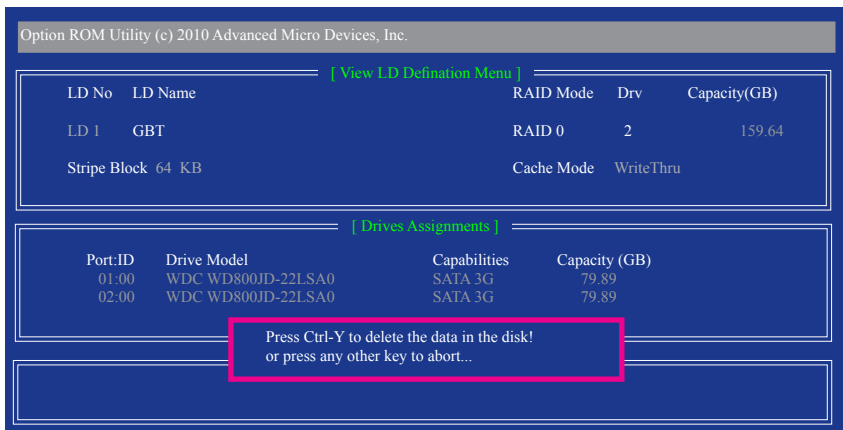 Option ROM Utility (c) 2010 Advanced Micro Devices, Inc.
[ View LD Defination Menu ]
LD No LD Name RAID Mode Drv Capacity(GB)
LD 1 GBT RAID 0 2 159.64
Stripe Block 64 KB Cache Mode WriteThru
[ Drives Assignments ]
Port:ID Drive Model Capabilities Capacity (GB)
01:00 WDC WD800JD-22LSA0 SATA 3G 79.89
02:00 WDC WD800JD-22LSA0 SATA 3G 79.89
Press Ctrl-Y to delete the data in the disk!
or press any other key to abort...